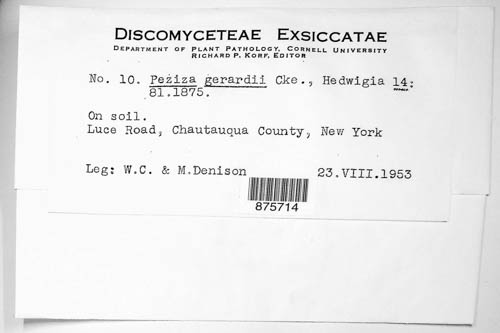 DISCOMYCETEAE EXSICCATAE
DEPARTMENT OF PLANT PATHOLOGY, CORNELL UNIVERSITY
RICHARD P. KORF, EDITOR
No. 10. Peziza gerardii Cke., Hedwigia 14:
81.1875.
On soil.
Luce Road, Chautauqua County, New York
Leg: W.C. & M.Denison 23.VIII.1953
875714